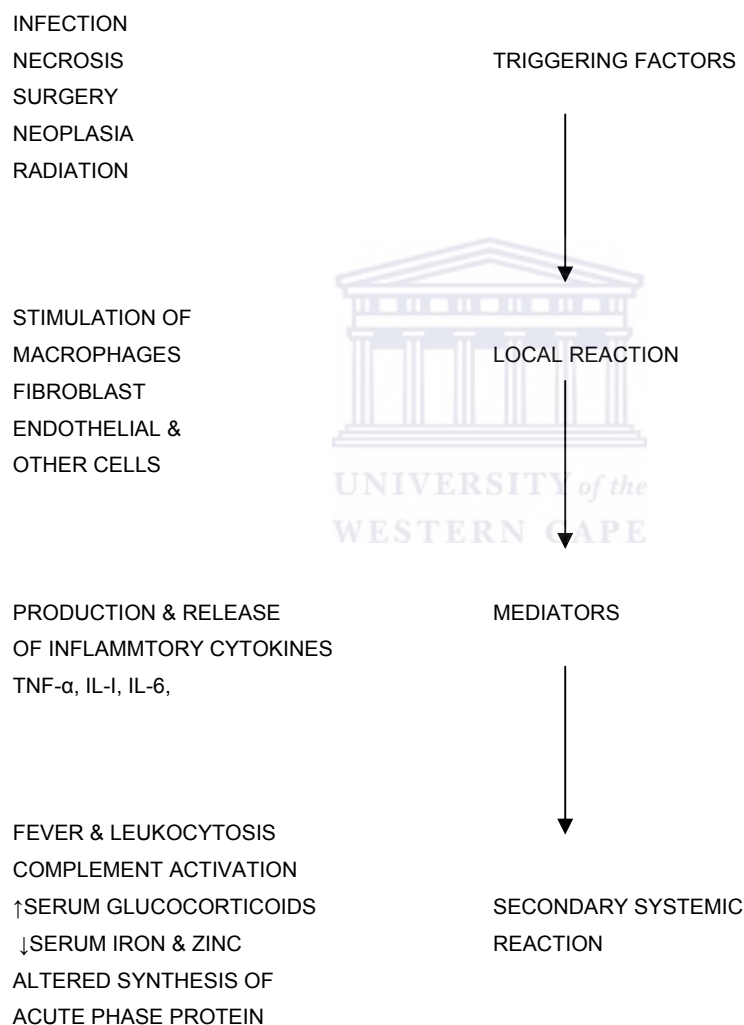 INFECTION
NECROSIS
SURGERY
NEOPLASIA
RADIATION
TRIGGERING FACTORS
STIMULATION OF
MACROPHAGES
FIBROBLAST
ENDOTHELIAL &
OTHER CELLS
LOCAL REACTION
UNIVERSITY of the
WESTERN CAPE
PRODUCTION & RELEASE
OF INFLAMMTORY CYTOKINES
TNF-α, IL-I, IL-6,
MEDIATORS
FEVER & LEUKOCYTOSIS
COMPLEMENT ACTIVATION
↑SERUM GLUCOCORTICOIDS
↓SERUM IRON & ZINC
ALTERED SYNTHESIS OF
ACUTE PHASE PROTEIN
SECONDARY SYSTEMIC
REACTION